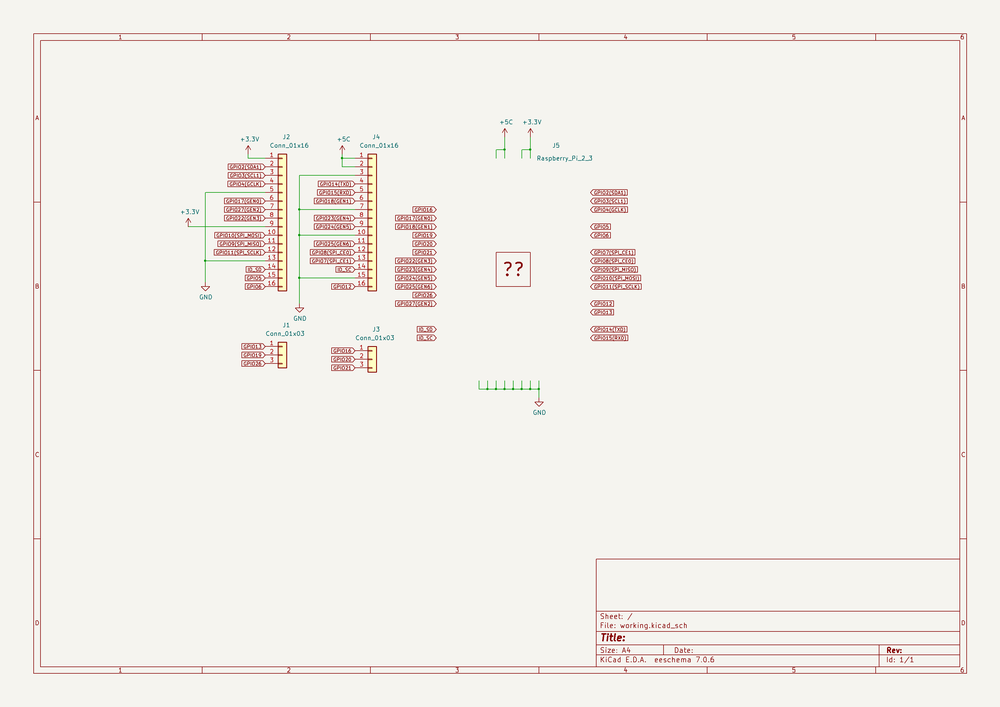 1 2 3 4 5 6
A A
+5C +3.3V
+3.3V J2 +5C J4 J5
Conn_01x16 Conn_01x16 Raspberry_Pi_2_3
1 1
GPIO2(SDA1) 2 2
GPIO3(SCL1) 3 3
GPIO4(GCLK) 4 GPIO14(TXD) 4
5 GPIO15(RXD) 5 GPIO2(SDA1)
GPIO17(GEN0) 6 GPIO18(GEN1) 6 GPIO3(SCL1)
+3.3V GPIO27(GEN2) 7 7 GPIO16 GPIO4(GCLK)
GPIO22(GEN3) 8 GPIO23(GEN4) 8 GPIO17(GEN0)
9 GPIO24(GEN5) 9 GPIO18(GEN1) GPIO5
GPIO10(SPI_MOSI) 10 10 GPIO19 GPIO6
GPIO9(SPI_MISO) 11 GPIO25(GEN6) 11 GPIO20
GPIO11(SPI_SCLK) 12 GPIO8(SPI_CE0) 12 GPIO21 GPIO7(SPI_CE1)
13 GPIO7(SPI_CE1) 13 GPIO22(GEN3) GPIO8(SPI_CE0)
ID_SD 14 ID_SC 14 GPIO23(GEN4) ?? GPIO9(SPI_MISO)
GPIO5 15 15 GPIO24(GEN5) GPIO10(SPI_MOSI)
GPIO6 16 GPIO12 16 GPIO25(GEN6) GPIO11(SPI_SCLK)
B B
GND GPIO26
GPIO27(GEN2) GPIO12
GND GPIO13
J1 J3 ID_SD GPIO14(TXD)
Conn_01x03 Conn_01x03 ID_SC GPIO15(RXD)
GPIO13 1 GPIO16 1
GPIO19 2 GPIO20 2
GPIO26 3 GPIO21 3
GND
C C
Sheet: /
File: working.kicad_sch
D D
Title:
Size: A4 Date: Rev:
KiCad E.D.A. eeschema 7.0.6 Id: 1/1
1 2 3 4 5 6